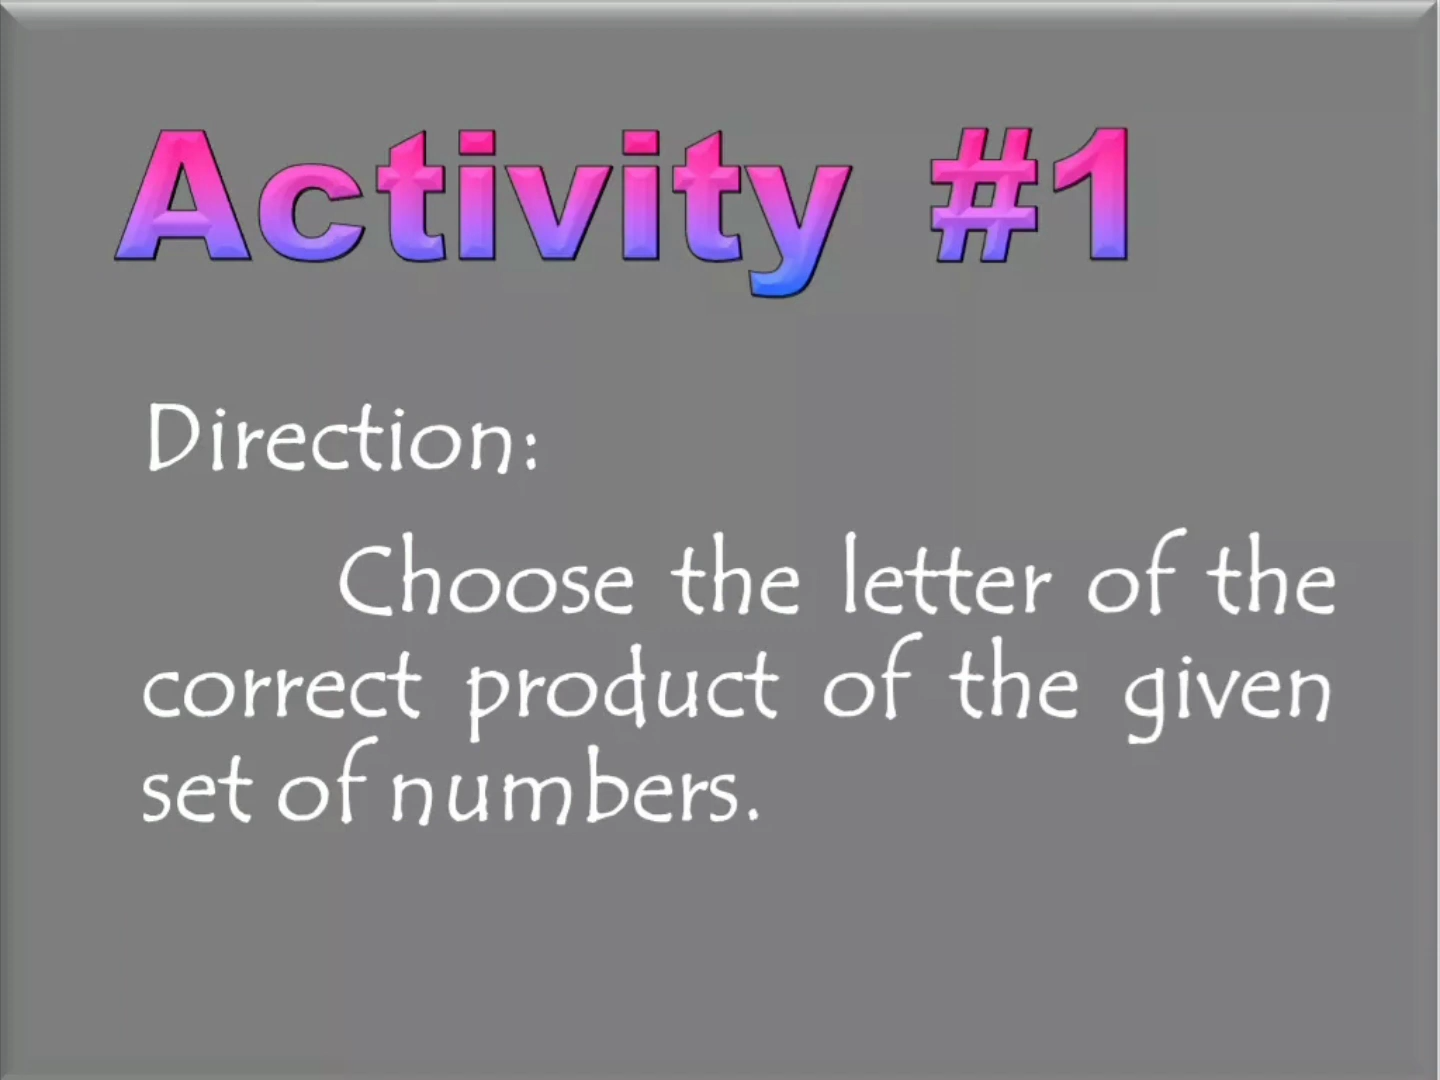 Activity #1
Direction:
Choose the letter of the
correct product of the given
set of numbers.